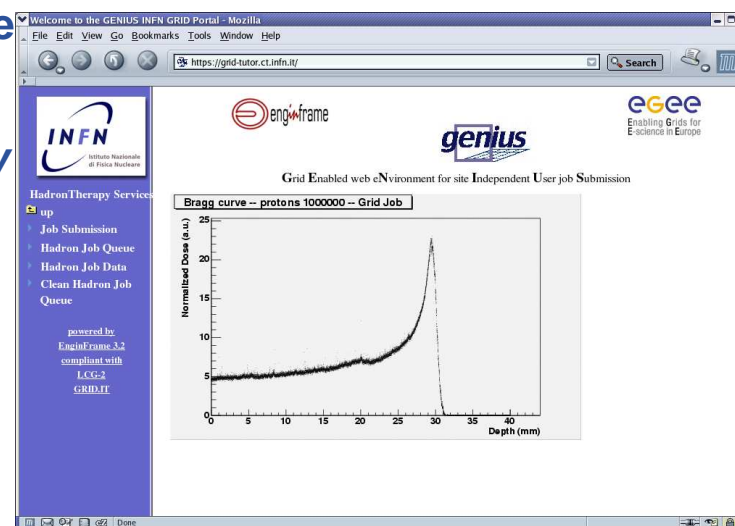 e
y
Welcome to the GENIUS INFN GRID Portal - Mozilla
File Edit View Go Bookmarks Tools Window Help
https://grid-tutor.ct.infn.it/
Search
INFN
Istituto Nazionale
di Fisica Nucleare
HadronTherapy Services
up
Job Submission
Hadron Job Queue
Hadron Job Data
Clean Hadron Job
Queue
powered by
EnginFrame 3.2
compliant with
LCG-2
GRID.IT
enginframe
genius
egee
Enabling Grids for
E-science in Europe
Grid Enabled web eNvironment for site Independent User job Submission
Bragg curve -- protons 1000000 -- Grid Job
Normalized Dose (a.u.)
25
20
15
10
5
0
0 5 10 15 20 25 30 35 40
Depth (mm)
Done